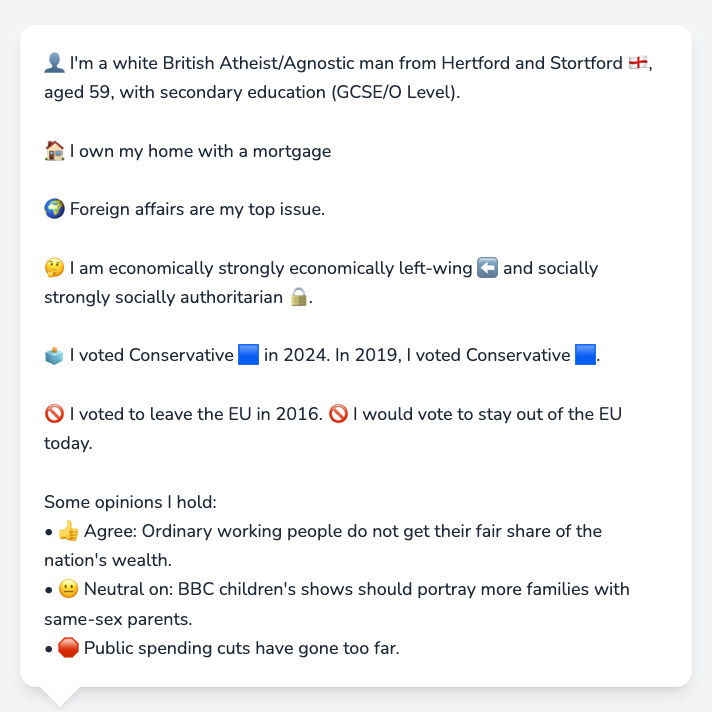 👤 I'm a white British Atheist/Agnostic man from Hertford and Stortford 🏴󠁧󠁢󠁥󠁮󠁧󠁿,
aged 59, with secondary education (GCSE/O Level).
🏠 I own my home with a mortgage
🌍 Foreign affairs are my top issue.
🤔 I am economically strongly economically left-wing ⬅️ and socially
strongly socially authoritarian 🔒.
🗳️ I voted Conservative 🟦 in 2024. In 2019, I voted Conservative 🟦.
🚫 I voted to leave the EU in 2016. 🚫 I would vote to stay out of the EU
today.
Some opinions I hold:
• 👍 Agree: Ordinary working people do not get their fair share of the
nation's wealth.
• 😐 Neutral on: BBC children's shows should portray more families with
same-sex parents.
• 🛑 Public spending cuts have gone too far.